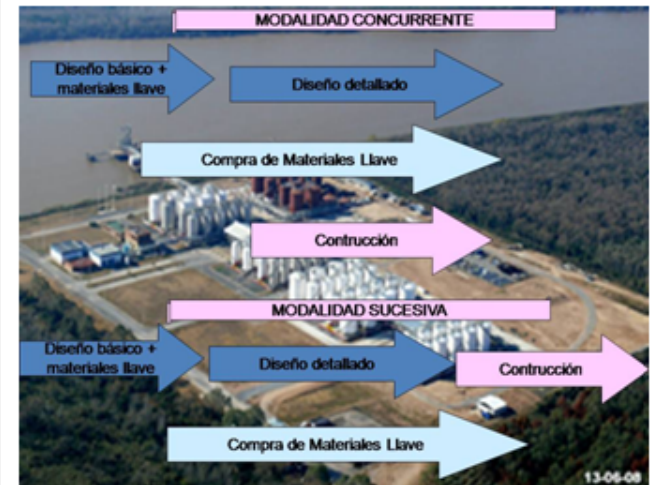 MODALIDAD CONCURRENTE
Diseño básico +
materiales llave
Diseño detallado
Compra de Materiales Llave
Contrucción
MODALIDAD SUCESIVA
Diseño básico +
materiales llave
Diseño detallado
Contrucción
Compra de Materiales Llave
13-06-08